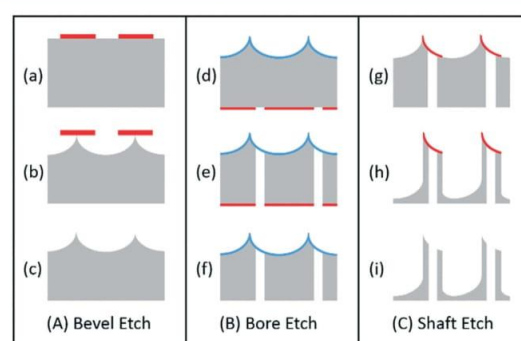 (a)
(b)
(c)
(A) Bevel Etch
(d)
(e)
(f)
(B) Bore Etch
(g)
(h)
(i)
(C) Shaft Etch